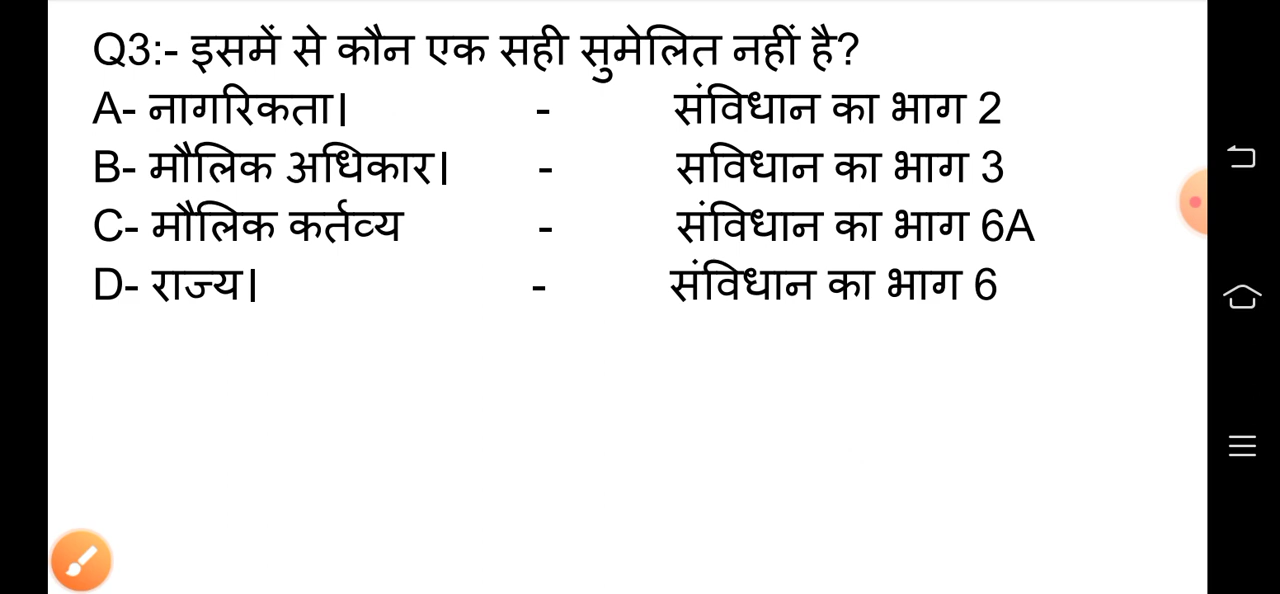 Q3:- इसमें से कौन एक सही सुमेलित नहीं है?
A- नागरिकता। - संविधान का भाग 2
B- मौलिक अधिकार। - सविधान का भाग 3
C- मौलिक कर्तव्य - संविधान का भाग 6A
D- राज्य। - संविधान का भाग 6